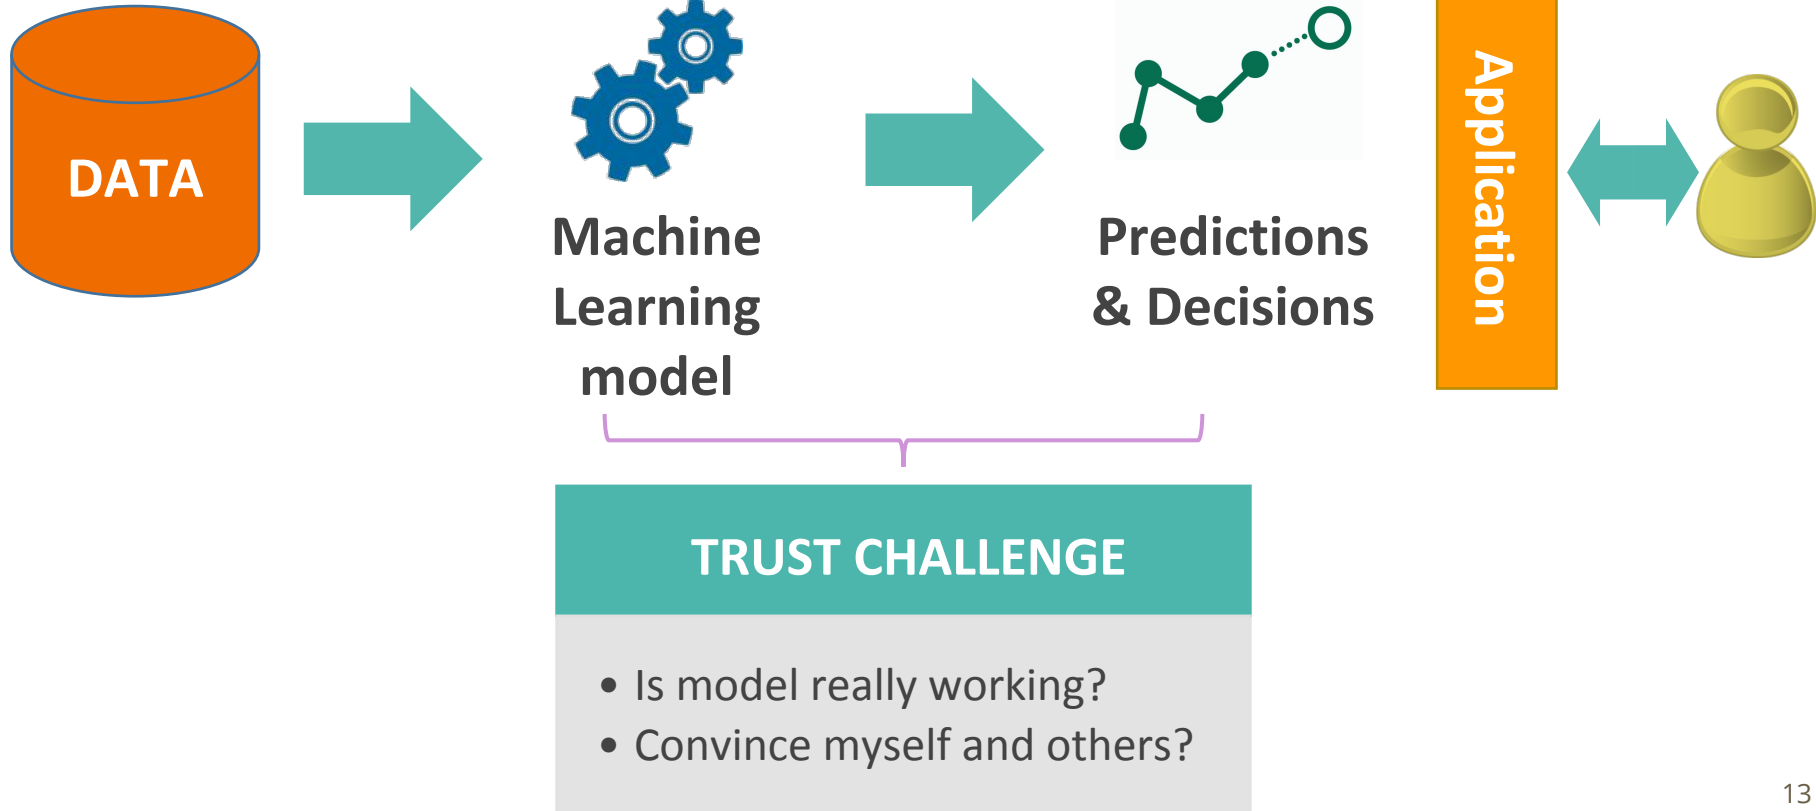 DATA
Machine
Learning
model
Predictions
& Decisions
Application
TRUST CHALLENGE
• Is model really working?
• Convince myself and others?
13